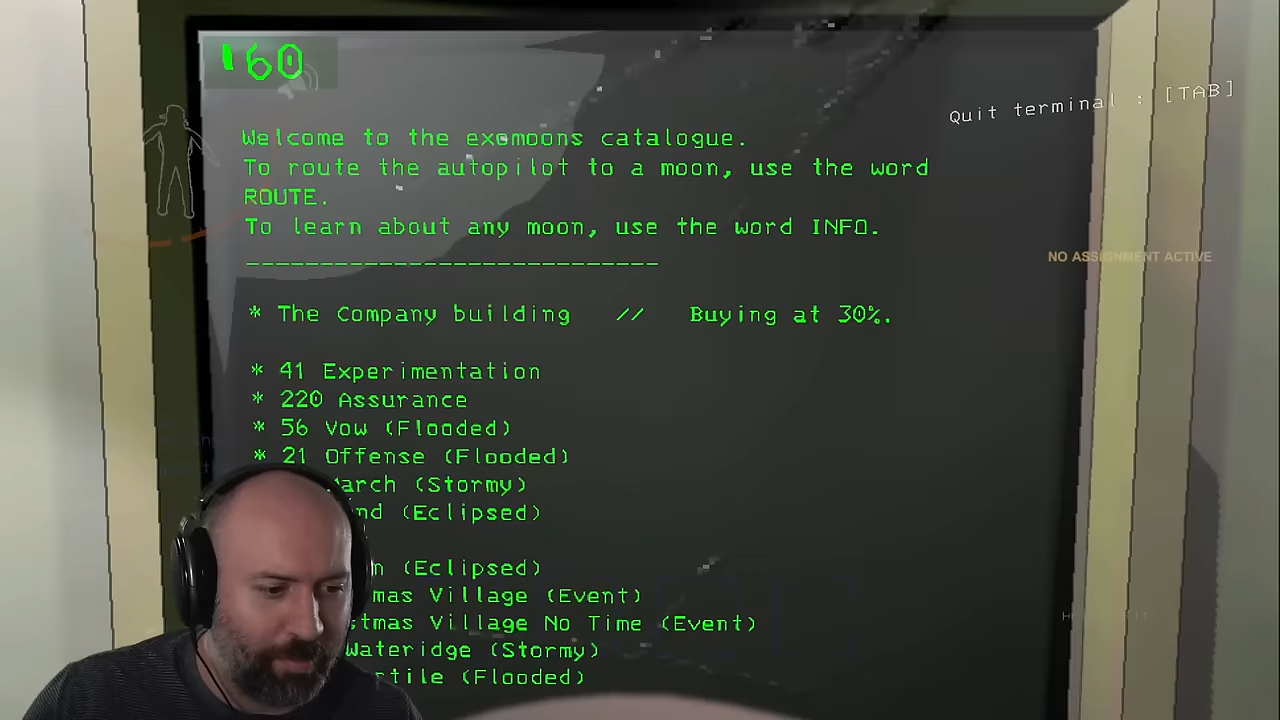 160
Quit terminal : [TAB]
Welcome to the exomoons catalogue.
To route the autopilot to a moon, use the word
ROUTE.
To learn about any moon, use the word INFO.
----------------------------
NO ASSIGNMENT ACTIVE
* The Company building // Buying at 30%.
* 41 Experimentation
* 220 Assurance
* 56 Vow (Flooded)
* 21 Offense (Flooded)
(Stormy)
(Eclipsed)
(Eclipsed)
Village (Event)
Village No Time (Event)
Wateridge (Stormy)
(Flooded)